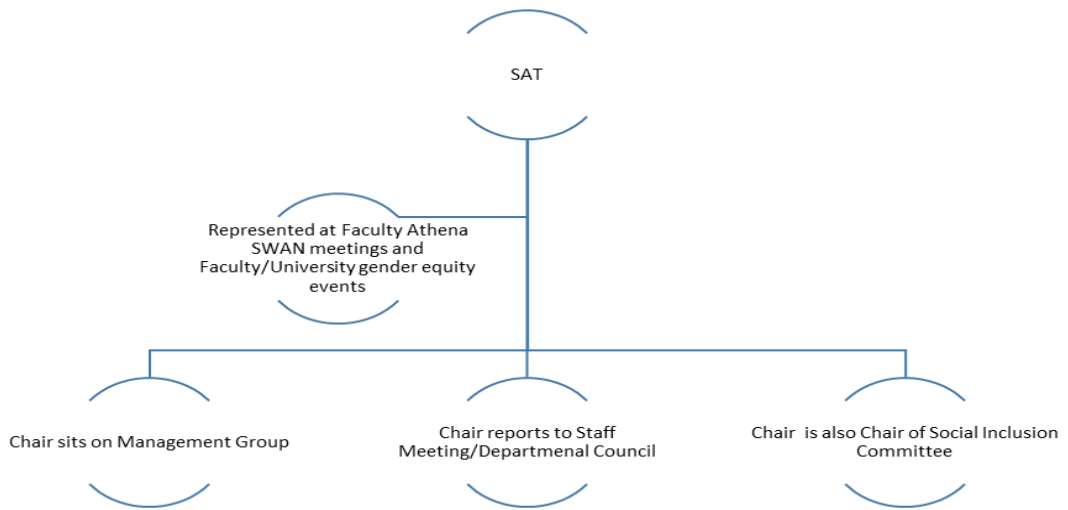 SAT
Represented at Faculty Athena
SWAN meetings and
Faculty/University gender equity
events
Chair sits on Management Group
Chair reports to Staff
Meeting/Departmenal Council
Chair  is also Chair of Social Inclusion
Committee